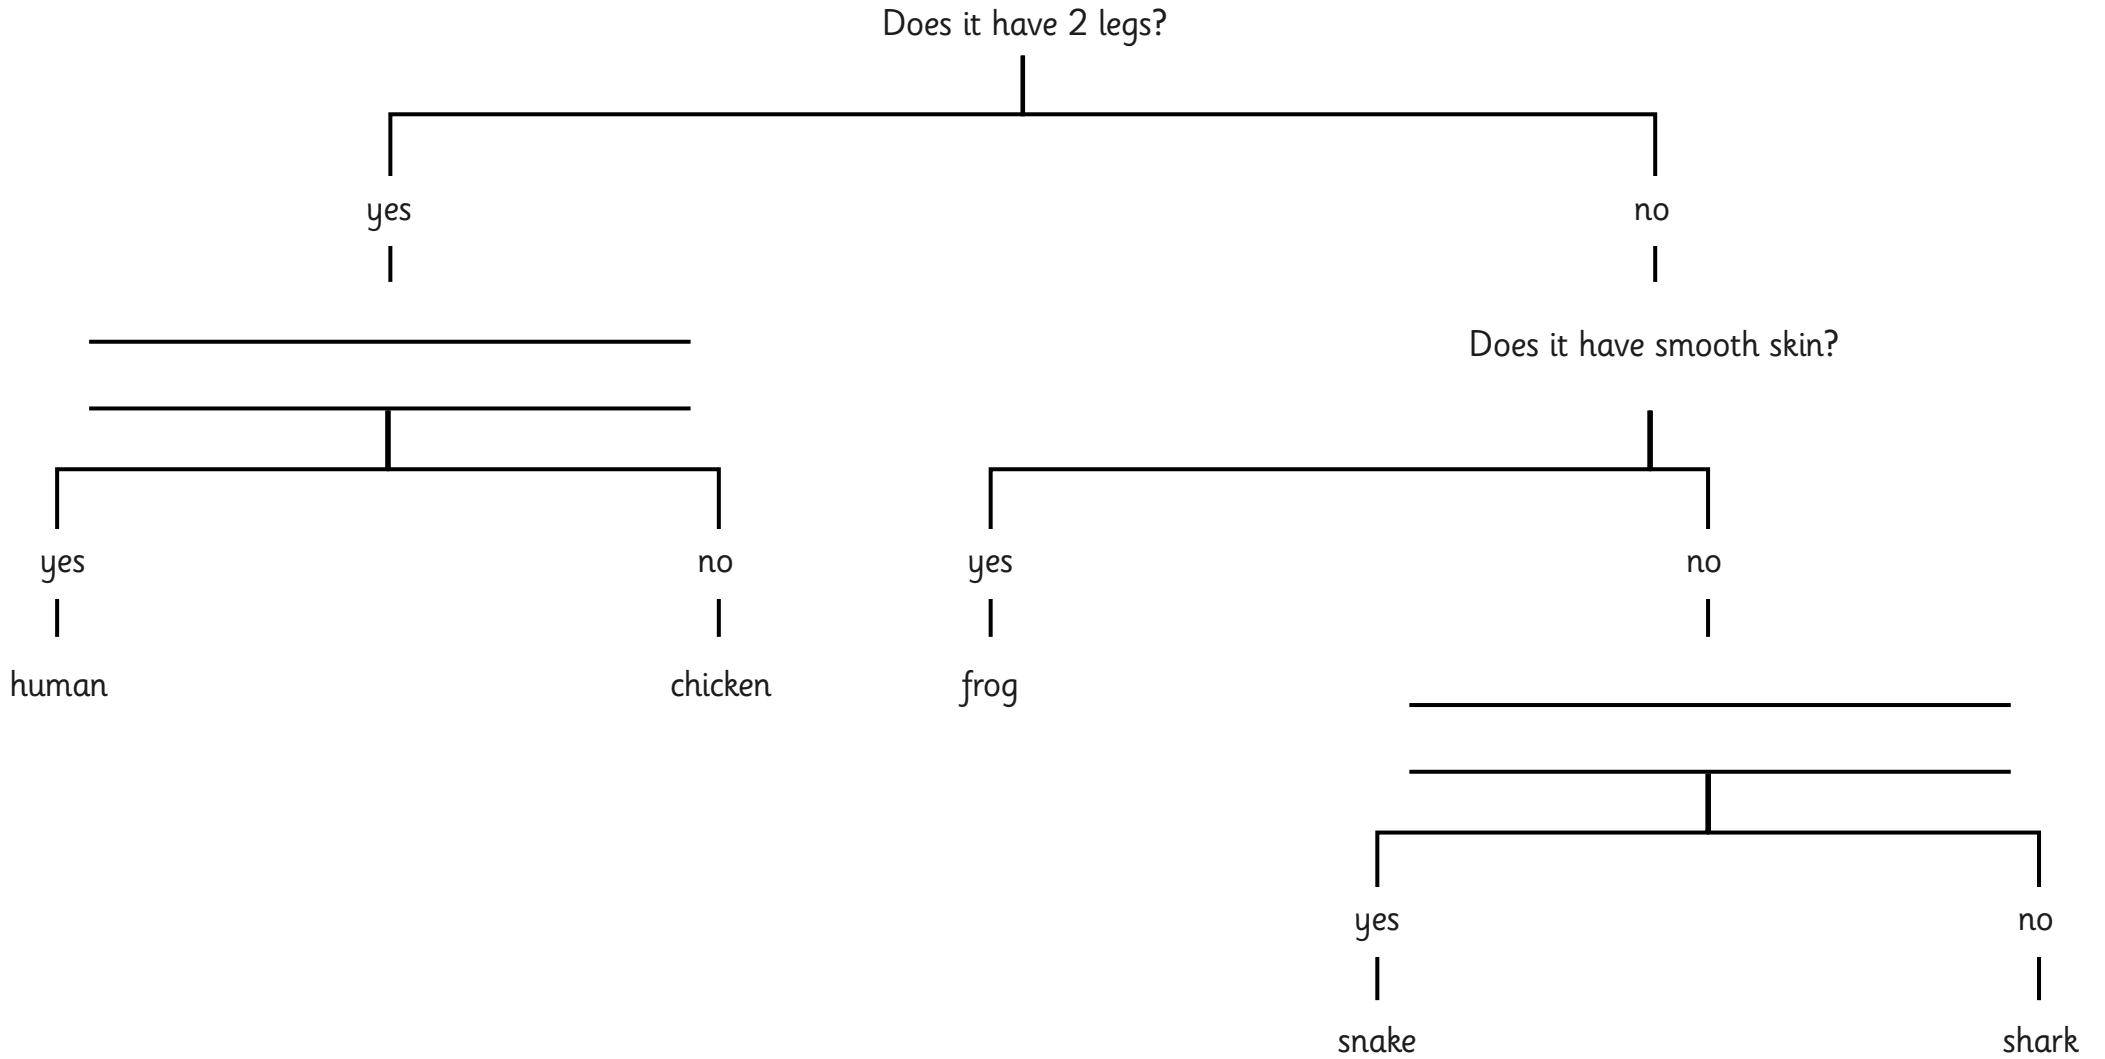 Does it have 2 legs?
yes
no
Does it have smooth skin?
yes
no
yes
no
human
chicken
frog
yes
no
snake
shark